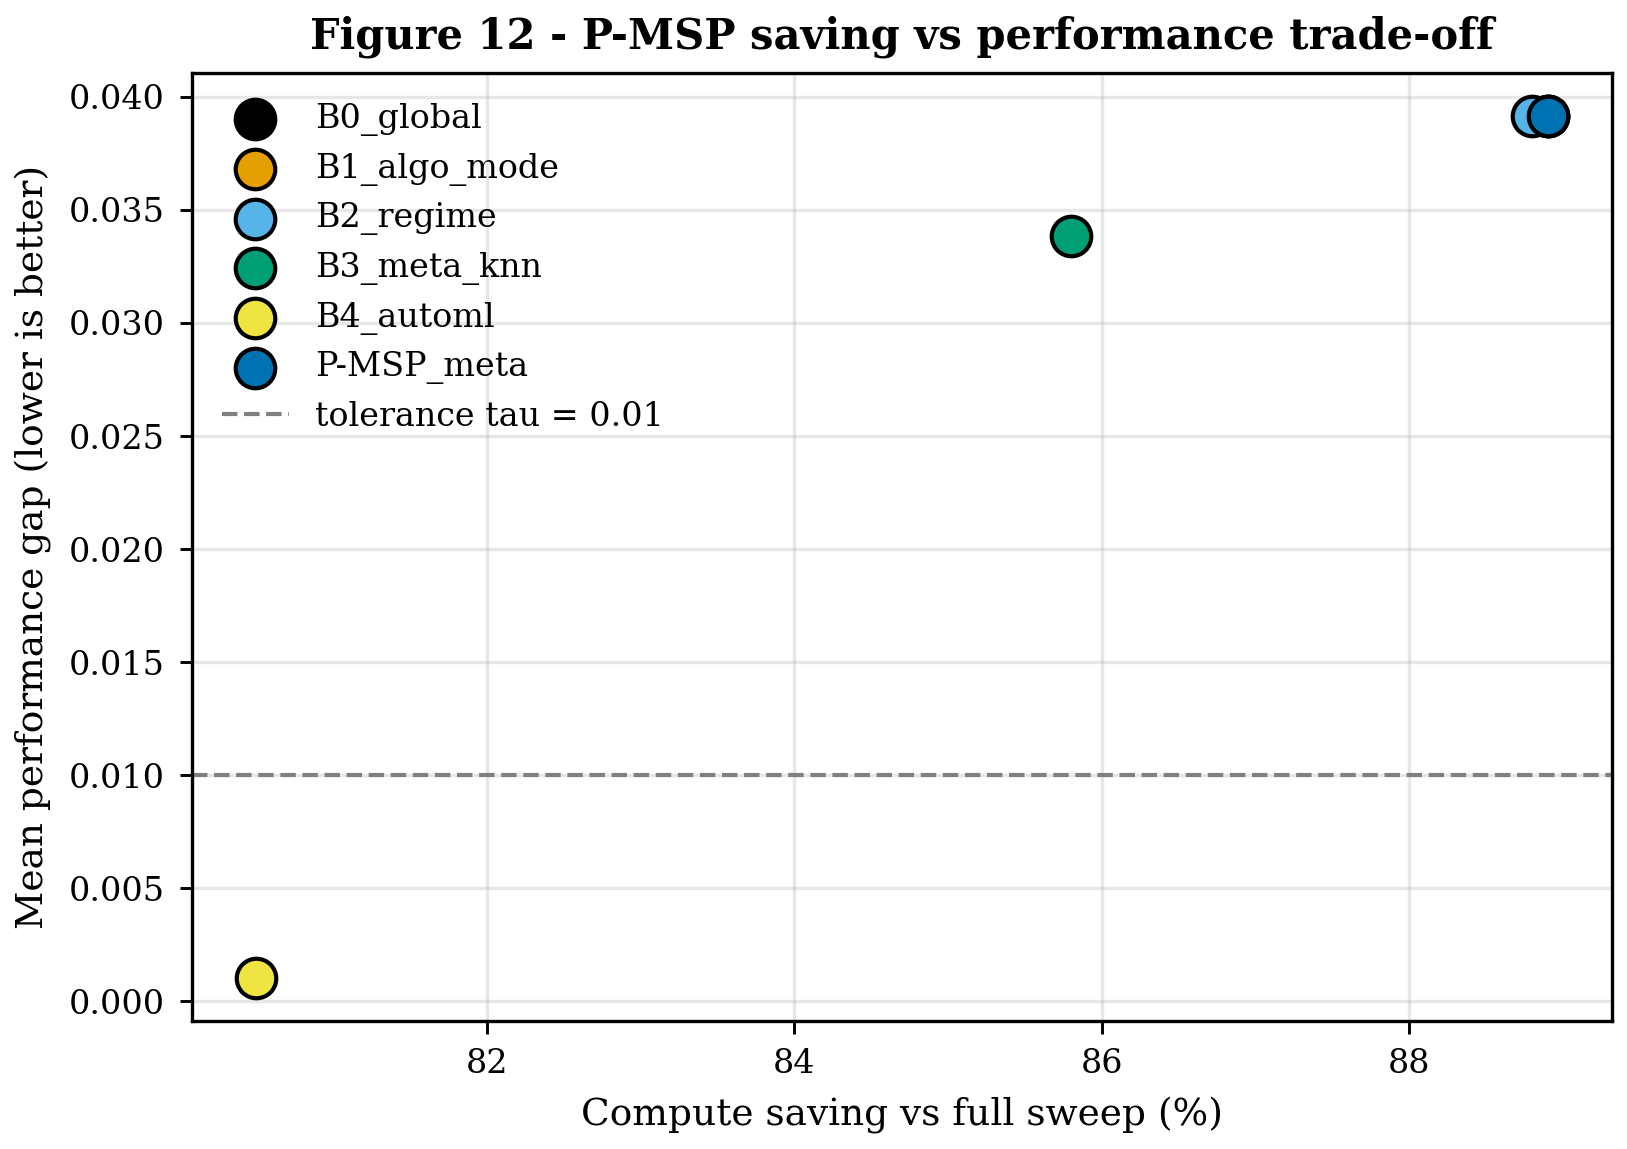 Figure 12 - P-MSP saving vs performance trade-off
Mean performance gap (lower is better)
0.040
0.035
0.030
0.025
0.020
0.015
0.010
0.005
0.000
B0_global
B1_algo_mode
B2_regime
B3_meta_knn
B4_automl
P-MSP_meta
tolerance tau = 0.01
82 84 86 88
Compute saving vs full sweep (%)